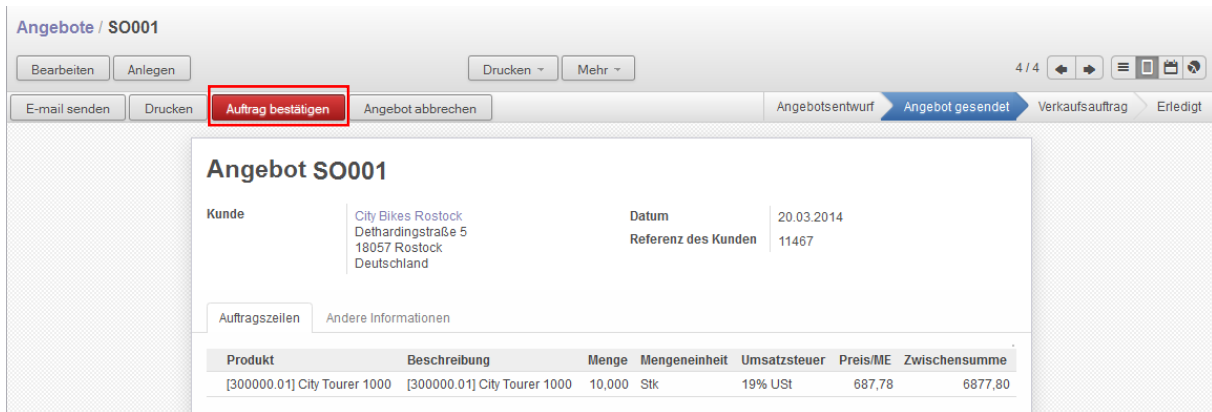 Angebote / SO001
Bearbeiten Anlegen Drucken Mehr 4 / 4
E-mail senden Drucken Auftrag bestätigen Angebot abbrechen Angebotsentwurf Angebot gesendet Verkaufsauftrag Erledigt
Angebot SO001
Kunde City Bikes Rostock Datum 20.03.2014
Dethardingstraße 5
18057 Rostock Referenz des Kunden 11467
Deutschland
Auftragszeilen Andere Informationen
Produkt Beschreibung Menge Mengeneinheit Umsatzsteuer Preis/ME Zwischensumme
[300000.01] City Tourer 1000 [300000.01] City Tourer 1000 10,000 Stk 19% USt 687,78 6877,80